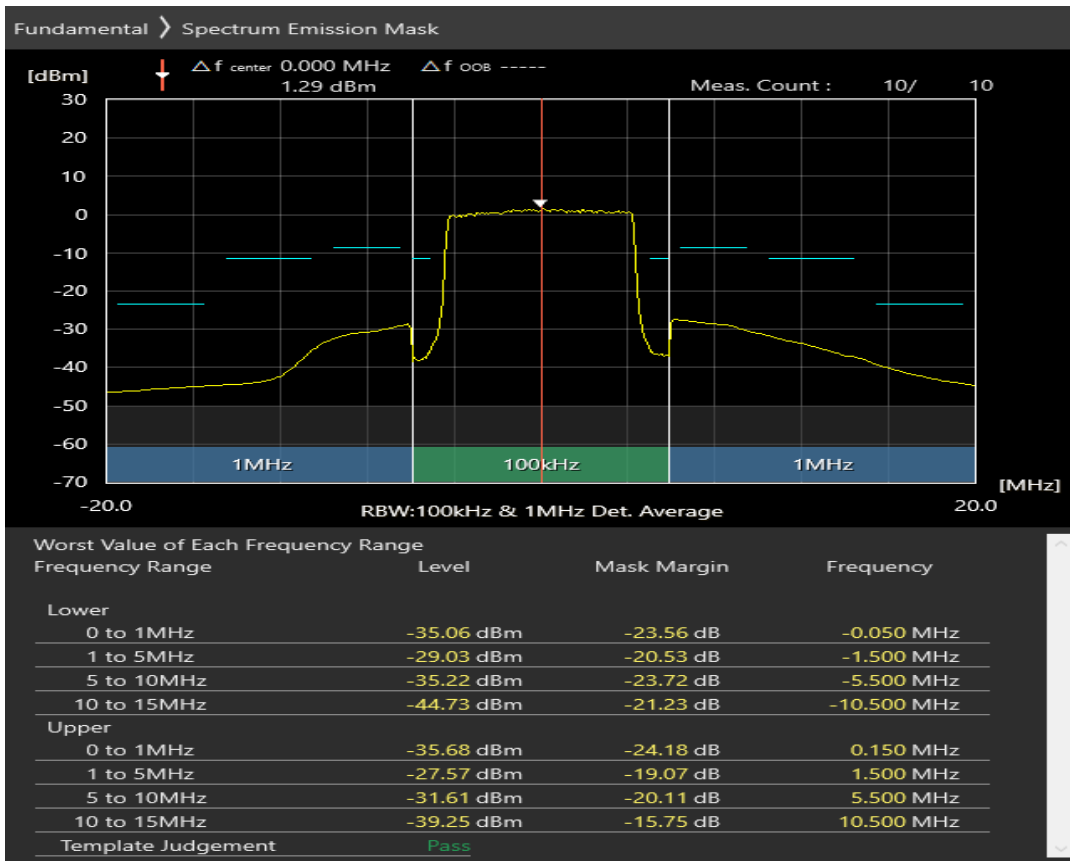 Fundamental 〉 Spectrum Emission Mask
[dBm] Δf center 0.000 MHz Δf OOB -----
1.29 dBm Meas. Count : 10/ 10
30
20
10
0
-10
-20
-30
-40
-50
-60
1MHz 100kHz 1MHz
-70 [MHz]
-20.0 RBW:100kHz & 1MHz Det. Average 20.0
Worst Value of Each Frequency Range
Frequency Range Level Mask Margin Frequency
Lower
0 to 1MHz -35.06 dBm -23.56 dB -0.050 MHz
1 to 5MHz -29.03 dBm -20.53 dB -1.500 MHz
5 to 10MHz -35.22 dBm -23.72 dB -5.500 MHz
10 to 15MHz -44.73 dBm -21.23 dB -10.500 MHz
Upper
0 to 1MHz -35.68 dBm -24.18 dB 0.150 MHz
1 to 5MHz -27.57 dBm -19.07 dB 1.500 MHz
5 to 10MHz -31.61 dBm -20.11 dB 5.500 MHz
10 to 15MHz -39.25 dBm -15.75 dB 10.500 MHz
Template Judgement Pass